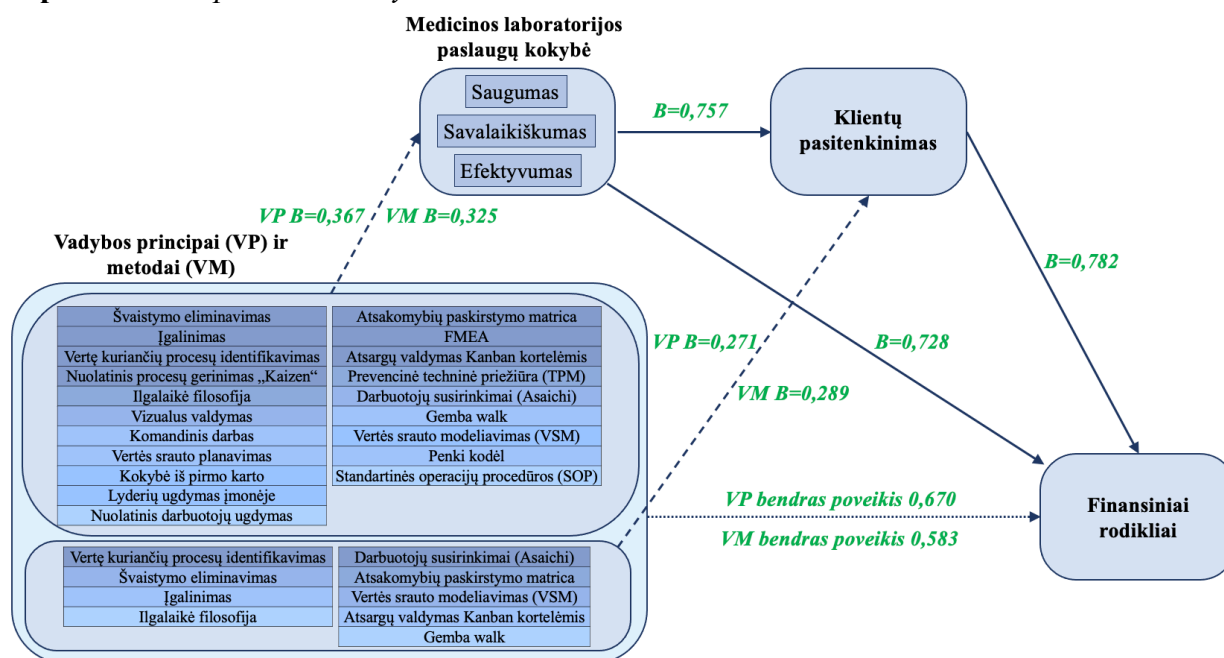 Medicinos laboratorijos
paslaugų kokybė
Saugumas
Savalaikiškumas
Efektyvumas
B=0,757
Klientų
pasitenkinimas
VP B=0,367
VM B=0,325
B=0,782
Vadybos principai (VP) ir
metodai (VM)
Švaistymo eliminavimas
Įgalinimas
Vertę kuriančių procesų identifikavimas
Nuolatinis procesų gerinimas „Kaizen“
Ilgalaikė filosofija
Vizualus valdymas
Komandinis darbas
Vertės srauto planavimas
Kokybė iš pirmo karto
Lyderių ugdymas įmonėje
Nuolatinis darbuotojų ugdymas
Atsakomybių paskirstymo matrica
FMEA
Atsargų valdymas Kanban kortelėmis
Prevencinė techninė priežiūra (TPM)
Darbuotojų susirinkimai (Asaichi)
Gemba walk
Vertės srauto modeliavimas (VSM)
Penki kodėl
Standartinės operacijų procedūros (SOP)
VP B=0,271
VM B=0,289
B=0,728
VP bendras poveikis 0,670
VM bendras poveikis 0,583
Finansiniai
rodikliai
Vertę kuriančių procesų identifikavimas
Švaistymo eliminavimas
Įgalinimas
Ilgalaikė filosofija
Darbuotojų susirinkimai (Asaichi)
Atsakomybių paskirstymo matrica
Vertės srauto modeliavimas (VSM)
Atsargų valdymas Kanban kortelėmis
Gemba walk